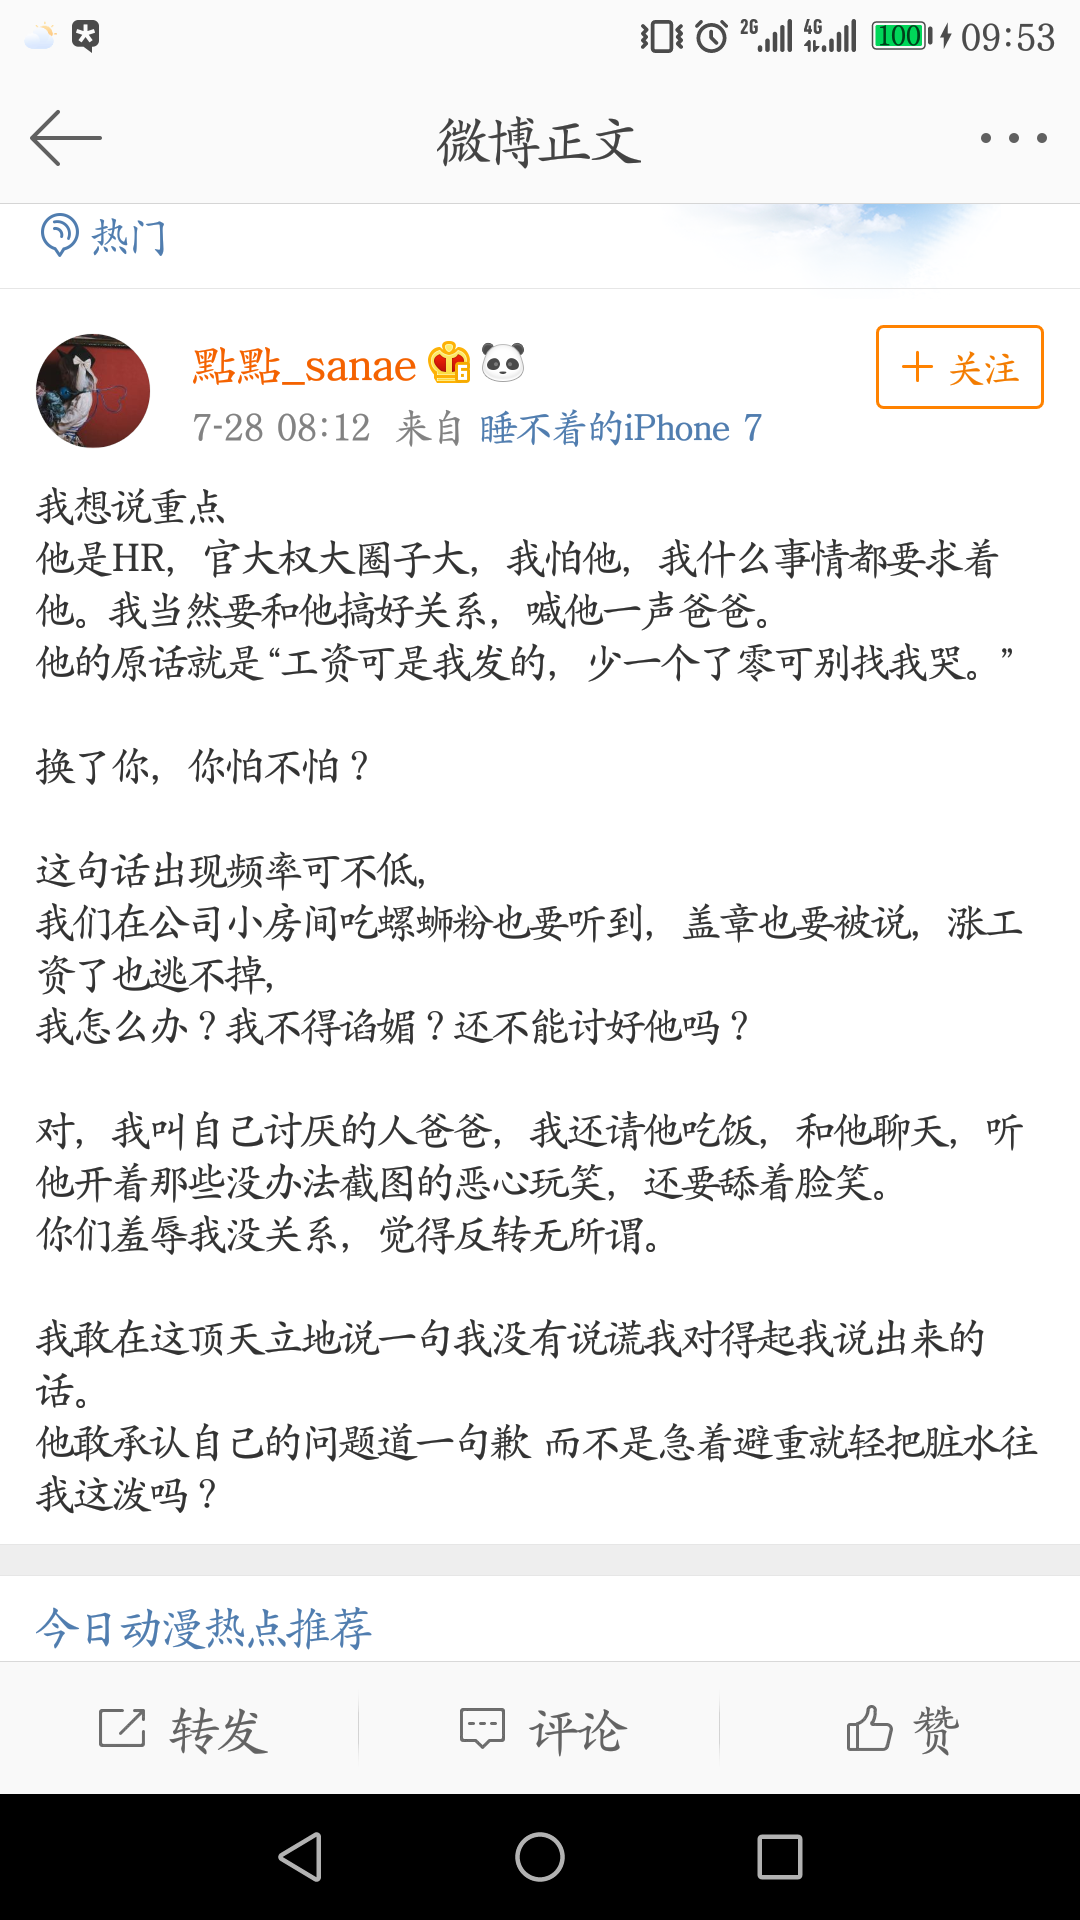 2G 4G 100 09:53
微博正文
热门
點點_sanae 6
+ 关注
7-28 08:12 来自 睡不着的iPhone 7
我想说重点
他是HR，官大权大圈子大，我怕他，我什么事情都要求着
他。我当然要和他搞好关系，喊他一声爸爸。
他的原话就是“工资可是我发的，少一个了零可别找我哭。”
换了你，你怕不怕？
这句话出现频率可不低，
我们在公司小房间吃螺蛳粉也要听到，盖章也要被说，涨工
资了也逃不掉，
我怎么办？我不得谄媚？还不能讨好他吗？
对，我叫自己讨厌的人爸爸，我还请他吃饭，和他聊天，听
他开着那些没办法截图的恶心玩笑，还要舔着脸笑。
你们羞辱我没关系，觉得反转无所谓。
我敢在这顶天立地说一句我没有说谎我对得起我说出来的
话。
他敢承认自己的问题道一句歉 而不是急着避重就轻把脏水往
我这泼吗？
今日动漫热点推荐
转发 评论 赞